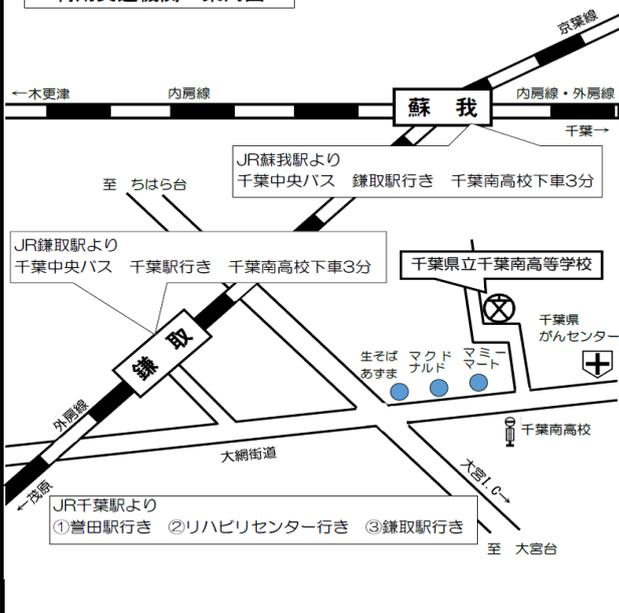 京葉線
←木更津
内房線
蘇 我
内房線・外房線
千葉→
JR蘇我駅より
千葉中央バス　鎌取駅行き　千葉南高校下車3分
至　ちはら台
JR鎌取駅より
千葉中央バス　千葉駅行き　千葉南高校下車3分
千葉県立千葉南高等学校
千葉県
がんセンター
鎌 取
生そば
あずま
マクド
ナルド
マミー
マート
外房線
千葉南高校
大網街道
大宮I.C→
←茂原
JR千葉駅より
①誉田駅行き　②リハビリセンター行き　③鎌取駅行き
至　大宮台